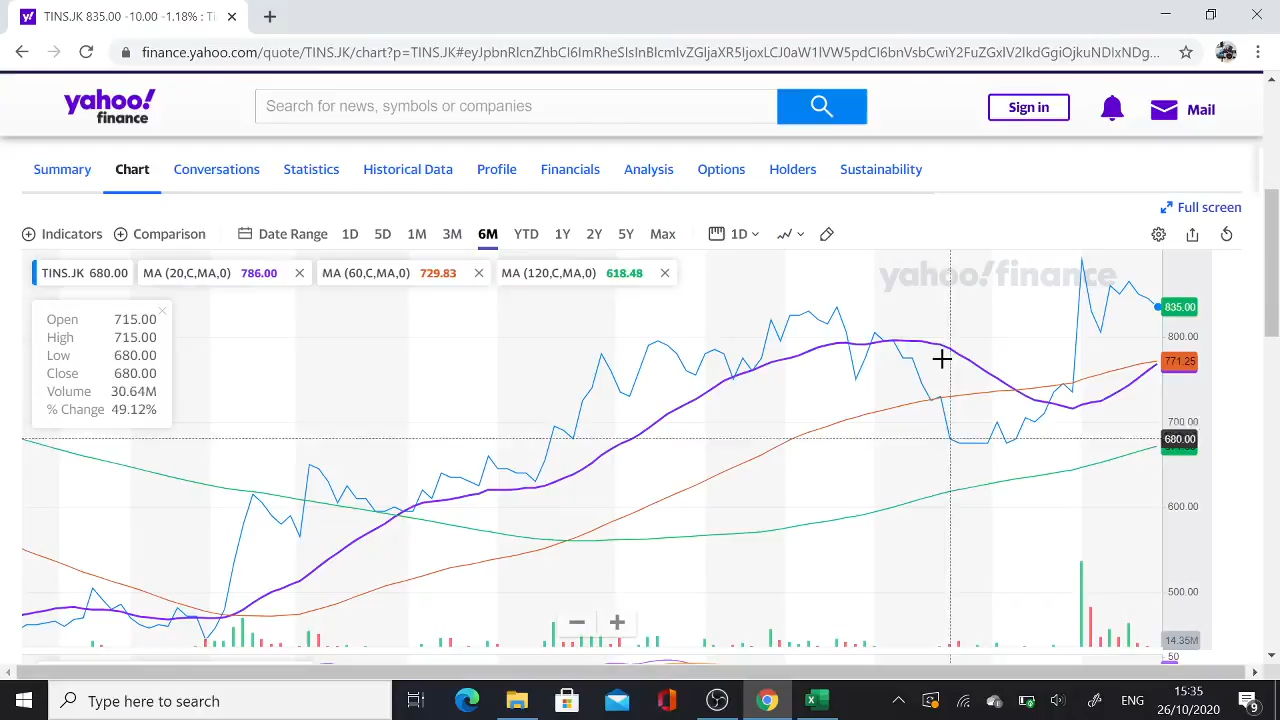 TINS.JK 835.00 -10.00 -1.18% : Ti
finance.yahoo.com/quote/TINS.JK/chart?p=TINS.JK#eyJpbnRlcnZhbCI6ImRheSIsInBlcmlvZGljaXR5IjoxLCJ0aW1lVW5pdCI6bnVsbCwiY2FuZGxlV2lkdGgiOjkuNDIxNDg...
yahoo! finance
Search for news, symbols or companies
Sign in
Mail
Summary Chart Conversations Statistics Historical Data Profile Financials Analysis Options Holders Sustainability
Full screen
Indicators Comparison Date Range 1D 5D 1M 3M 6M YTD 1Y 2Y 5Y Max 1D
TINS.JK 680.00 MA (20,C,MA,0) 786.00 MA (60,C,MA,0) 729.83 MA (120,C,MA,0) 618.48
yahoo!finance
Open 715.00
High 715.00
Low 680.00
Close 680.00
Volume 30.64M
% Change 49.12%
835.00
800.00
771.25
700.00
680.00
600.00
500.00
14.35M
50
Type here to search
ENG
15:35
26/10/2020
9